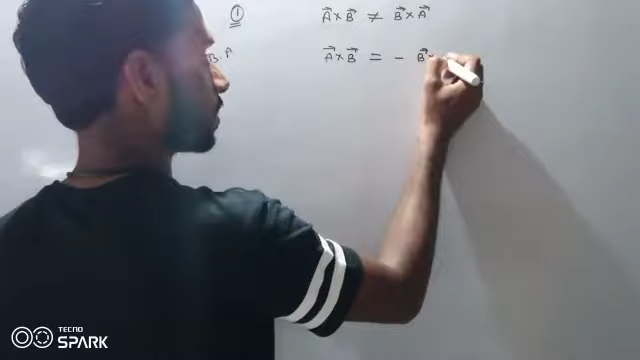 ①
A⃗ × B⃗ ≠ B⃗ × A⃗
B. A
A⃗ × B⃗ = - B⃗
TECNO
SPARK